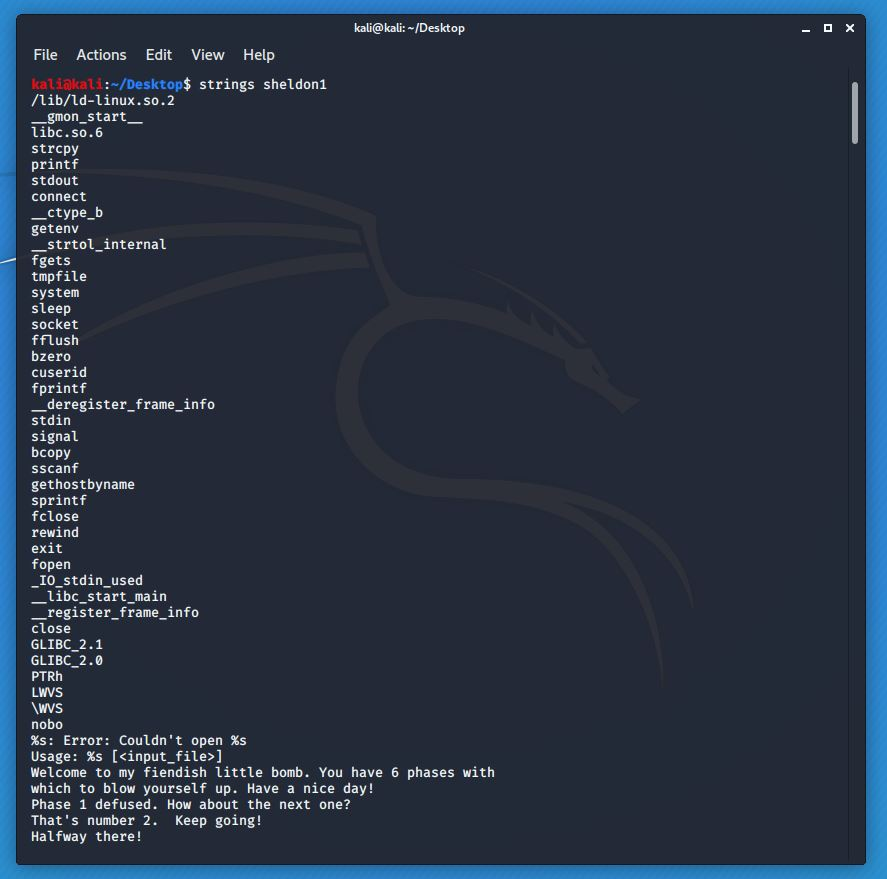 kali@kali: ~/Desktop
File Actions Edit View Help
kali@kali:~/Desktop$ strings sheldon1
/lib/ld-linux.so.2
__gmon_start__
libc.so.6
strcpy
printf
stdout
connect
__ctype_b
getenv
__strtol_internal
fgets
tmpfile
system
sleep
socket
fflush
bzero
cuserid
fprintf
__deregister_frame_info
stdin
signal
bcopy
sscanf
gethostbyname
sprintf
fclose
rewind
exit
fopen
_IO_stdin_used
__libc_start_main
__register_frame_info
close
GLIBC_2.1
GLIBC_2.0
PTRh
LWVS
\WVS
nobo
%s: Error: Couldn't open %s
Usage: %s [<input_file>]
Welcome to my fiendish little bomb. You have 6 phases with
which to blow yourself up. Have a nice day!
Phase 1 defused. How about the next one?
That's number 2.  Keep going!
Halfway there!